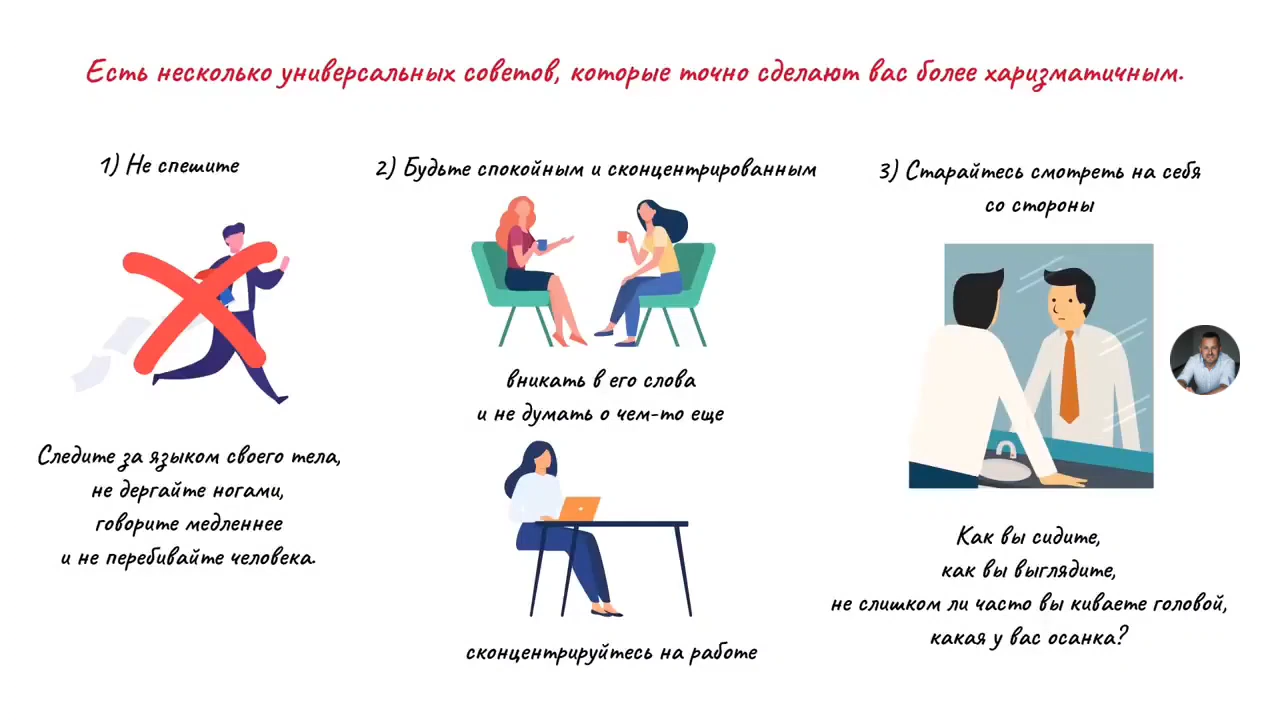 Есть несколько универсальных советов, которые точно сделают вас более харизматичным.
1) Не спешите
Следите за языком своего тела,
не дергайте ногами,
говорите медленнее
и не перебивайте человека.
2) Будьте спокойным и сконцентрированным
вникать в его слова
и не думать о чем-то еще
сконцентрируйтесь на работе
3) Старайтесь смотреть на себя
со стороны
Как вы сидите,
как вы выглядите,
не слишком ли часто вы киваете головой,
какая у вас осанка?